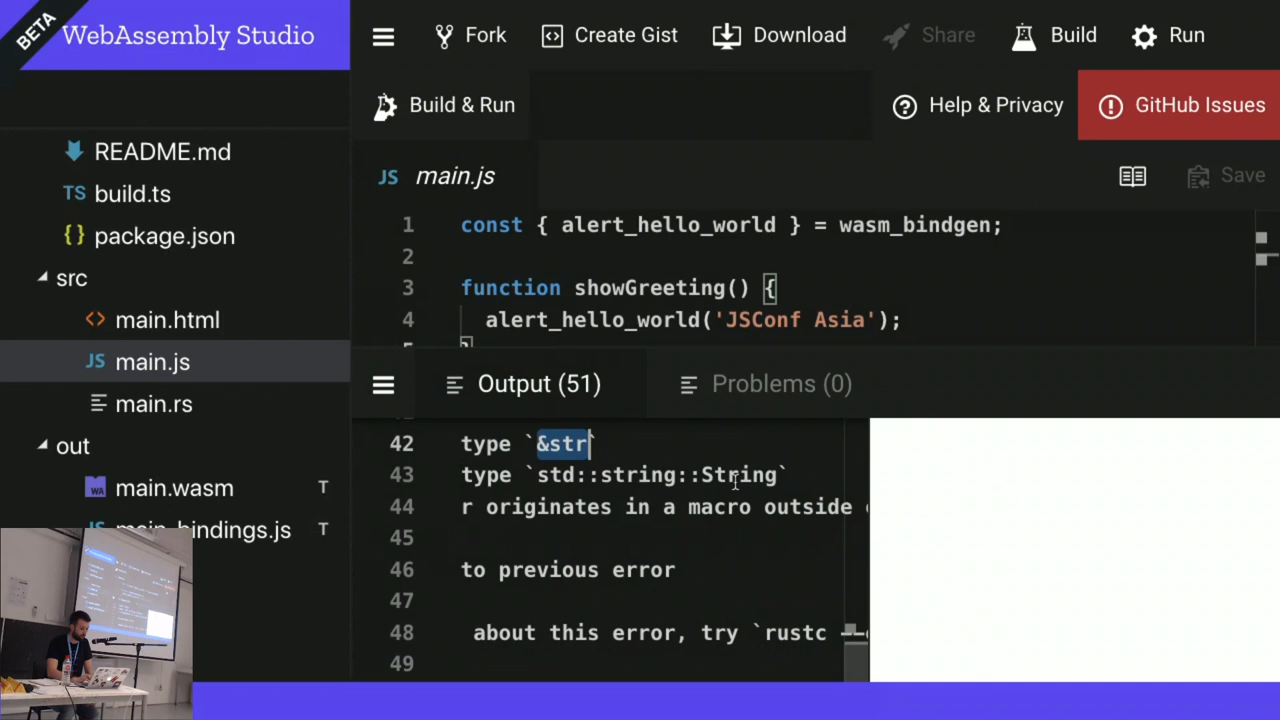 BETA
WebAssembly Studio
Fork
Create Gist
Download
Share
Build
Run
Build & Run
Help & Privacy
GitHub Issues
README.md
build.ts
package.json
src
main.html
main.js
main.rs
out
main.wasm T
main_bindings.js T
TS
{}
<>
JS
WA
JS main.js
Save
1 const { alert_hello_world } = wasm_bindgen;
2
3 function showGreeting() {
4 alert_hello_world('JSConf Asia');
}
Output (51)
Problems (0)
42 type `&str`
43 type `std::string::String`
44 r originates in a macro outside
45
46 to previous error
47
48 about this error, try `rustc
49